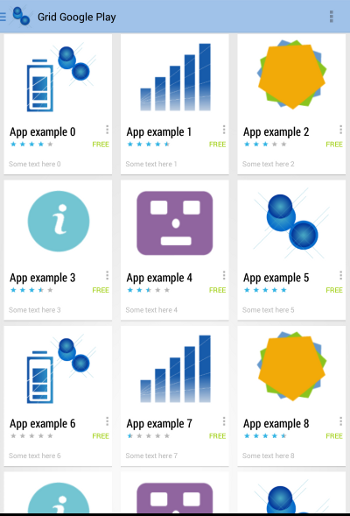 Grid Google Play
App example 0
FREE
Some text here 0
App example 1
FREE
Some text here 1
App example 2
FREE
Some text here 2
App example 3
FREE
Some text here 3
App example 4
FREE
Some text here 4
App example 5
FREE
Some text here 5
App example 6
FREE
Some text here 6
App example 7
FREE
Some text here 7
App example 8
FREE
Some text here 8